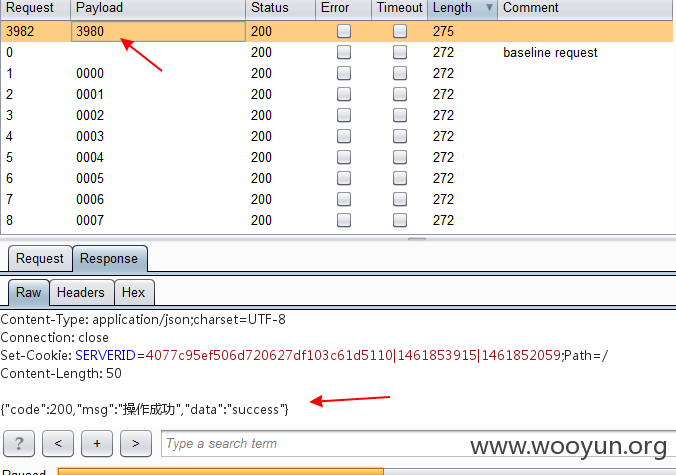 Request Payload Status Error Timeout Length Comment
3982 3980 200 275
0 200 272 baseline request
1 0000 200 272
2 0001 200 272
3 0002 200 272
4 0003 200 272
5 0004 200 272
6 0005 200 272
7 0006 200 272
8 0007 200 272
Request Response
Raw Headers Hex
Content-Type: application/json;charset=UTF-8
Connection: close
Set-Cookie: SERVERID=4077c95ef506d720627df103c61d5110|1461853915|1461852059;Path=/
Content-Length: 50
{"code":200,"msg":"操作成功","data":"success"}
? < + > Type a search term
www.wooyun.org
Paused